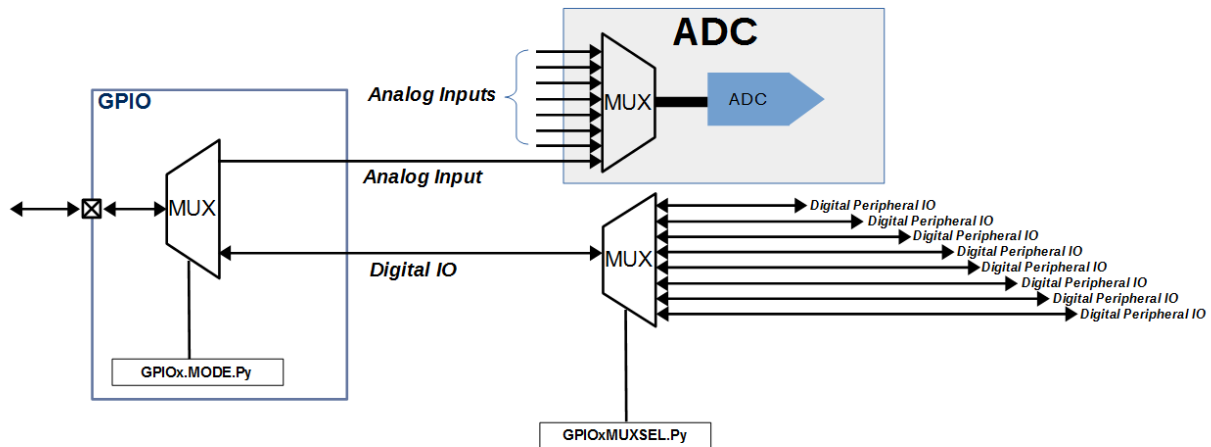 ADC
GPIO
Analog Inputs
MUX
ADC
Analog Input
MUX
Digital IO
MUX
Digital Peripheral IO
Digital Peripheral IO
Digital Peripheral IO
Digital Peripheral IO
Digital Peripheral IO
Digital Peripheral IO
Digital Peripheral IO
Digital Peripheral IO
GPIOx.MODE.Py
GPIOxMUXSEL.Py